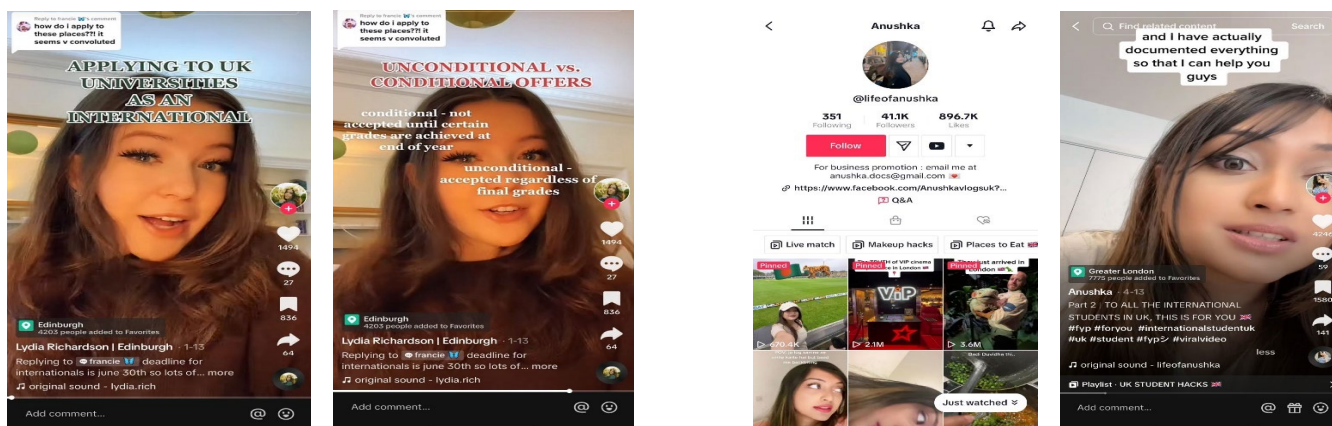 Reply to francie's comment
how do i apply to
these places??! it
seems v convoluted
APPLYING TO UK
UNIVERSITIES
AS AN
INTERNATIONAL
1494
27
836
64
Edinburgh
4203 people added to Favorites
Lydia Richardson | Edinburgh · 1-13
Replying to francie deadline for
internationals is june 30th so lots of... more
original sound - lydia.rich
Add comment...
Reply to francie's comment
how do i apply to
these places??! it
seems v convoluted
UNCONDITIONAL vs.
CONDITIONAL OFFERS
conditional - not
accepted until certain
grades are achieved at
end of year
unconditional -
accepted regardless of
final grades
1494
27
836
64
Edinburgh
4203 people added to Favorites
Lydia Richardson | Edinburgh · 1-13
Replying to francie deadline for
internationals is june 30th so lots of... more
original sound - lydia.rich
Add comment...
Anushka
@lifeofanushka
351 41.1K 896.7K
Following Followers Likes
Follow
For business promotion : email me at
anushka.docs@gmail.com
https://www.facebook.com/Anushkavlogsuk?...
Q&A
Live match Makeup hacks Places to Eat
Pinned Pinned Pinned
of VIP cinema
in London
just arrived in
London
ViP
670.4K 2.1M 3.6M
Just watched
Find related content Search
and I have actually
documented everything
so that I can help you
guys
4246
59
1580
141
Greater London
7775 people added to Favorites
Anushka · 4-13
Part 2 : TO ALL THE INTERNATIONAL
STUDENTS IN UK, THIS IS FOR YOU
#fyp #foryou #internationalstudentuk
#uk #student #fypシ #viralvideo
less
original sound - lifeofanushka
Playlist · UK STUDENT HACKS
Add comment...